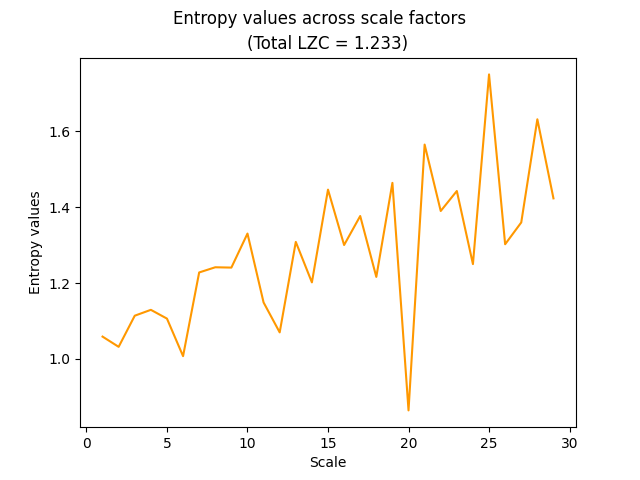 Entropy values across scale factors
(Total LZC = 1.233)
1.6
1.4
1.2
1.0
Entropy values
0 5 10 15 20 25 30
Scale